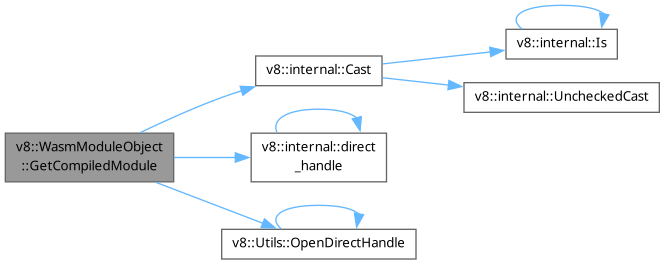 v8::internal::Is
v8::internal::Cast
v8::internal::UncheckedCast
v8::WasmModuleObject
::GetCompiledModule
v8::internal::direct
_handle
v8::Utils::OpenDirectHandle